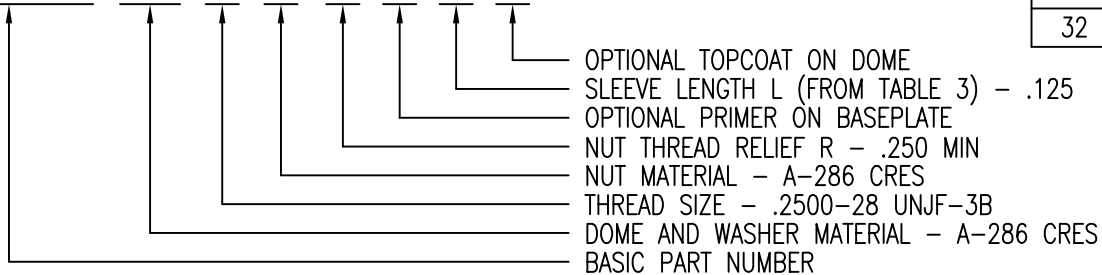 32
OPTIONAL TOPCOAT ON DOME
SLEEVE LENGTH L (FROM TABLE 3) – .125
OPTIONAL PRIMER ON BASEPLATE
NUT THREAD RELIEF R – .250 MIN
NUT MATERIAL – A–286 CRES
THREAD SIZE – .2500–28 UNJF–3B
DOME AND WASHER MATERIAL – A–286 CRES
BASIC PART NUMBER